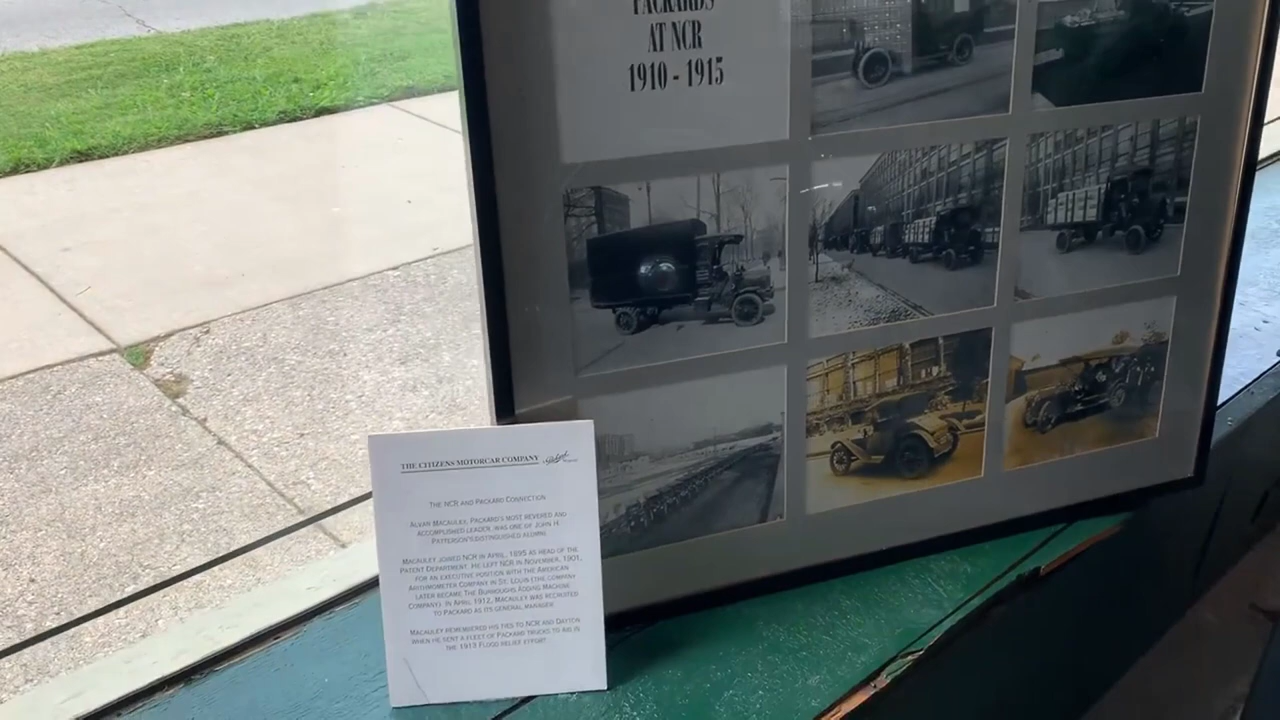 PACKARDS
AT NCR
1910 - 1915
THE CITIZENS MOTORCAR COMPANY
THE NCR AND PACKARD CONNECTION
ALVAN MACAULEY, PACKARD'S MOST REVERED AND
ACCOMPLISHED LEADER, WAS ONE OF JOHN H.
PATTERSON'S DISTINGUISHED ALUMNI.
MACAULEY JOINED NCR IN APRIL, 1895 AS HEAD OF THE
PATENT DEPARTMENT. HE LEFT NCR IN NOVEMBER, 1901,
FOR AN EXECUTIVE POSITION WITH THE AMERICAN
ARITHMOMETER COMPANY IN ST. LOUIS (THE COMPANY
LATER BECAME THE BURROUGHS ADDING MACHINE
COMPANY). IN APRIL 1912, MACAULEY WAS RECRUITED
TO PACKARD AS ITS GENERAL MANAGER.
MACAULEY REMEMBERED HIS TIES TO NCR AND DAYTON
WHEN HE SENT A FLEET OF PACKARD TRUCKS TO AID IN
THE 1913 FLOOD RELIEF EFFORT.